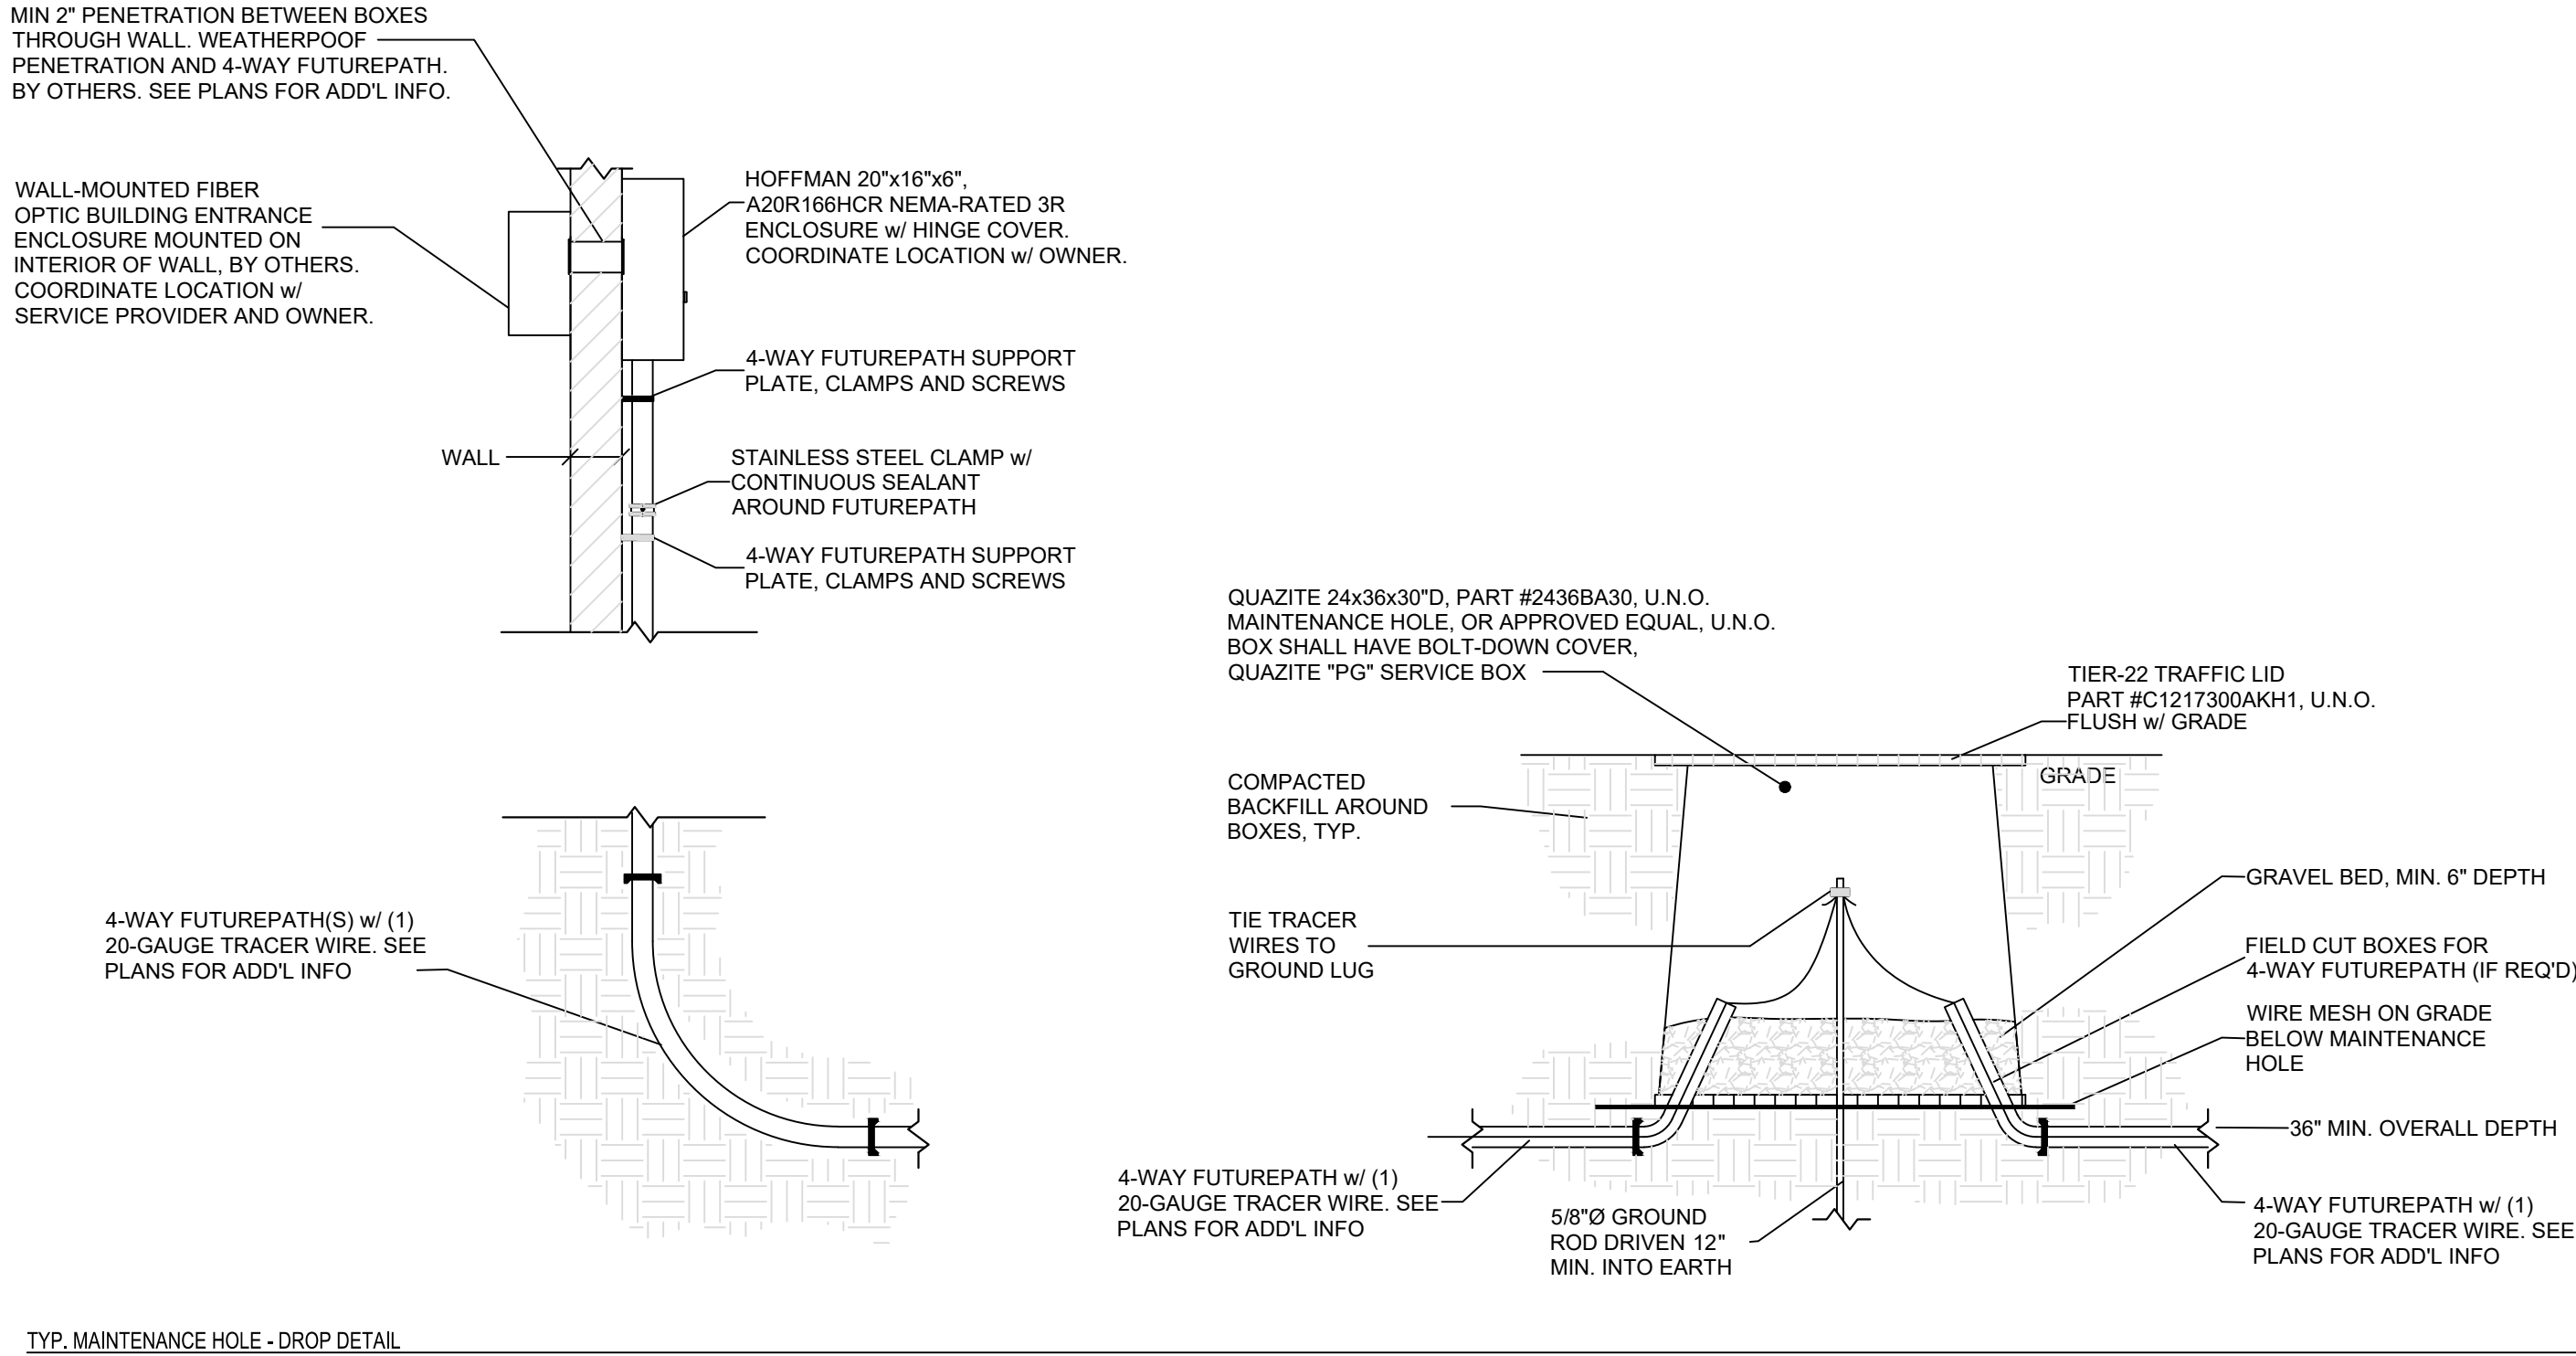 MIN 2" PENETRATION BETWEEN BOXES
THROUGH WALL. WEATHERPOOF
PENETRATION AND 4-WAY FUTUREPATH.
BY OTHERS. SEE PLANS FOR ADD'L INFO.
WALL-MOUNTED FIBER
OPTIC BUILDING ENTRANCE
ENCLOSURE MOUNTED ON
INTERIOR OF WALL, BY OTHERS.
COORDINATE LOCATION w/
SERVICE PROVIDER AND OWNER.
HOFFMAN 20"x16"x6",
A20R166HCR NEMA-RATED 3R
ENCLOSURE w/ HINGE COVER.
COORDINATE LOCATION w/ OWNER.
4-WAY FUTUREPATH SUPPORT
PLATE, CLAMPS AND SCREWS
WALL
STAINLESS STEEL CLAMP w/
CONTINUOUS SEALANT
AROUND FUTUREPATH
4-WAY FUTUREPATH SUPPORT
PLATE, CLAMPS AND SCREWS
4-WAY FUTUREPATH(S) w/ (1)
20-GAUGE TRACER WIRE. SEE
PLANS FOR ADD'L INFO
QUAZITE 24x36x30"D, PART #2436BA30, U.N.O.
MAINTENANCE HOLE, OR APPROVED EQUAL, U.N.O.
BOX SHALL HAVE BOLT-DOWN COVER,
QUAZITE "PG" SERVICE BOX
TIER-22 TRAFFIC LID
PART #C1217300AKH1, U.N.O.
FLUSH w/ GRADE
GRADE
COMPACTED
BACKFILL AROUND
BOXES, TYP.
TIE TRACER
WIRES TO
GROUND LUG
GRAVEL BED, MIN. 6" DEPTH
FIELD CUT BOXES FOR
4-WAY FUTUREPATH (IF REQ'D)
WIRE MESH ON GRADE
BELOW MAINTENANCE
HOLE
36" MIN. OVERALL DEPTH
4-WAY FUTUREPATH w/ (1)
20-GAUGE TRACER WIRE. SEE
PLANS FOR ADD'L INFO
5/8"Ø GROUND
ROD DRIVEN 12"
MIN. INTO EARTH
4-WAY FUTUREPATH w/ (1)
20-GAUGE TRACER WIRE. SEE
PLANS FOR ADD'L INFO
TYP. MAINTENANCE HOLE - DROP DETAIL